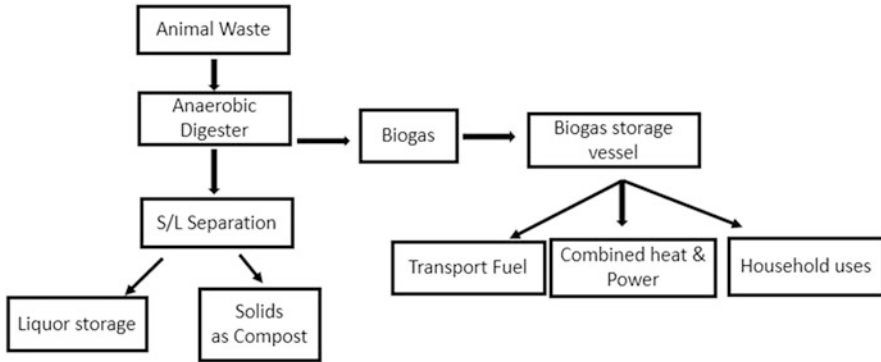 Animal Waste
Anaerobic
Digester
Biogas
Biogas storage
vessel
S/L Separation
Transport Fuel
Combined heat &
Power
Household uses
Liquor storage
Solids
as Compost